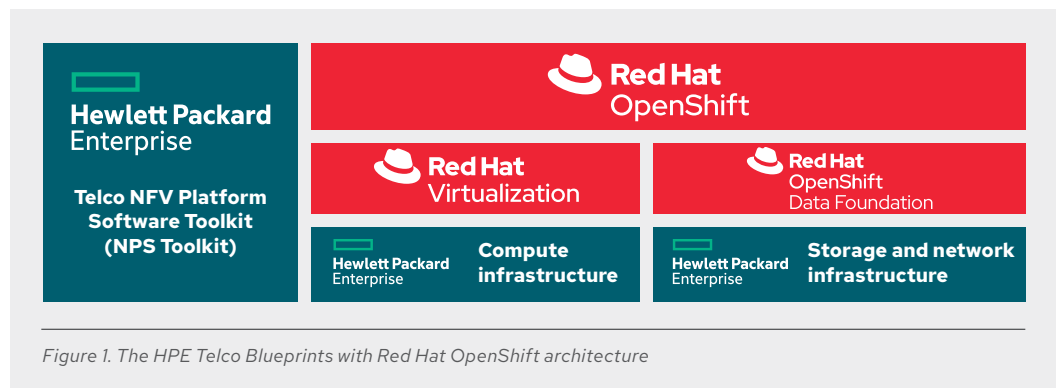 Hewlett Packard
Enterprise
Telco NFV Platform
Software Toolkit
(NPS Toolkit)
Red Hat
OpenShift
Red Hat
Virtualization
Red Hat
OpenShift
Data Foundation
Hewlett Packard
Enterprise
Compute
infrastructure
Hewlett Packard
Enterprise
Storage and network
infrastructure
Figure 1. The HPE Telco Blueprints with Red Hat OpenShift architecture